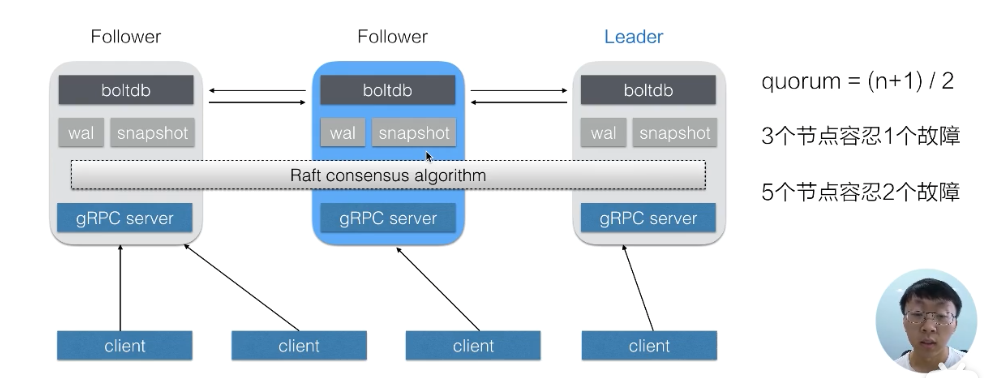 Follower
Follower
Leader
boltdb
boltdb
boltdb
wal
snapshot
wal
snapshot
wal
snapshot
Raft consensus algorithm
gRPC server
gRPC server
gRPC server
client
client
client
client
quorum = (n+1) / 2
3个节点容忍1个故障
5个节点容忍2个故障